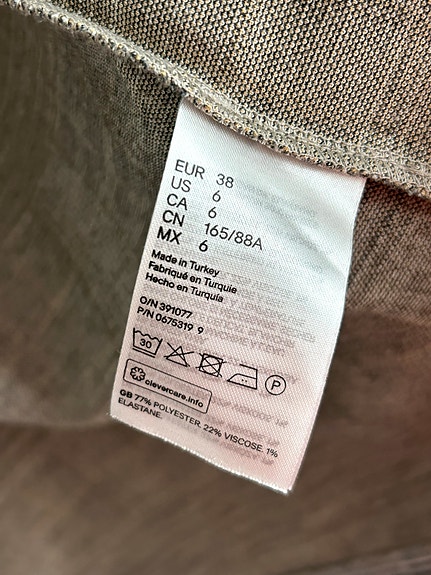 EUR 38
US 6
CA 6
CN 165/88A
MX 6
Made in Turkey
Fabriqué en Turquie
Hecho en Turquía
O/N 391077
P/N 0675319 9
30
P
clevercare.info
GB 77% POLYESTER. 22% VISCOSE. 1%
ELASTANE.